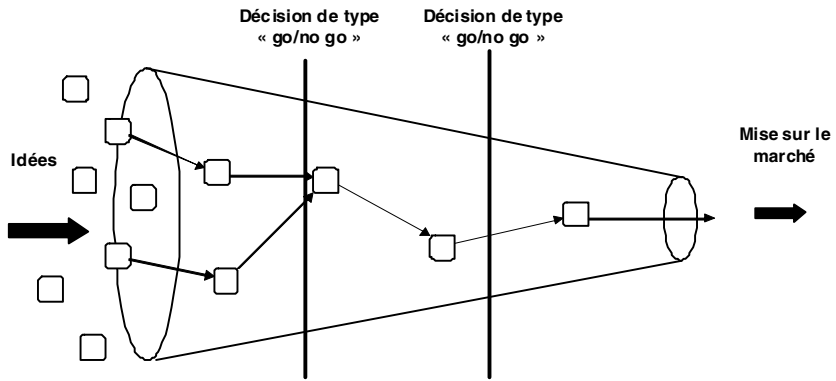 Décision de type
« go/no go »
Décision de type
« go/no go »
Idées
Mise sur le
marché